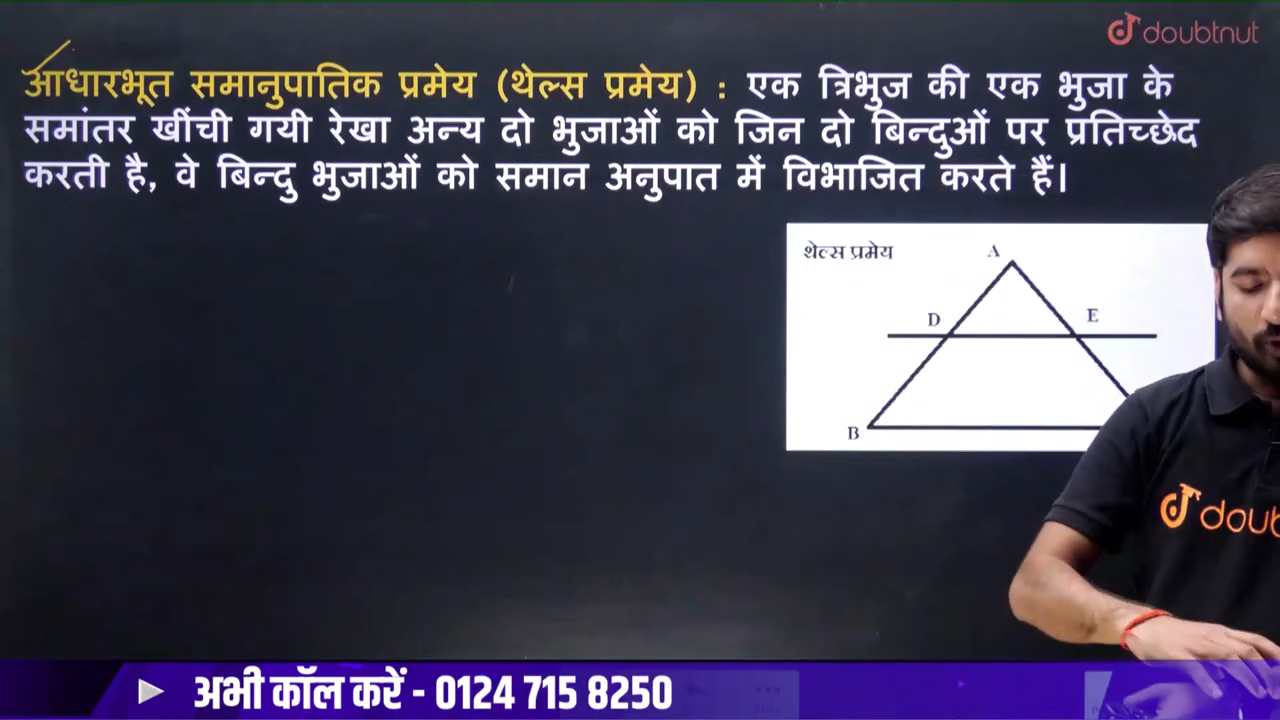 doubtnut
आधारभूत समानुपातिक प्रमेय (थेल्स प्रमेय) : एक त्रिभुज की एक भुजा के
समांतर खींची गयी रेखा अन्य दो भुजाओं को जिन दो बिन्दुओं पर प्रतिच्छेद
करती है, वे बिन्दु भुजाओं को समान अनुपात में विभाजित करते हैं।
थेल्स प्रमेय
A
D
E
B
doub
अभी कॉल करें - 0124 715 8250